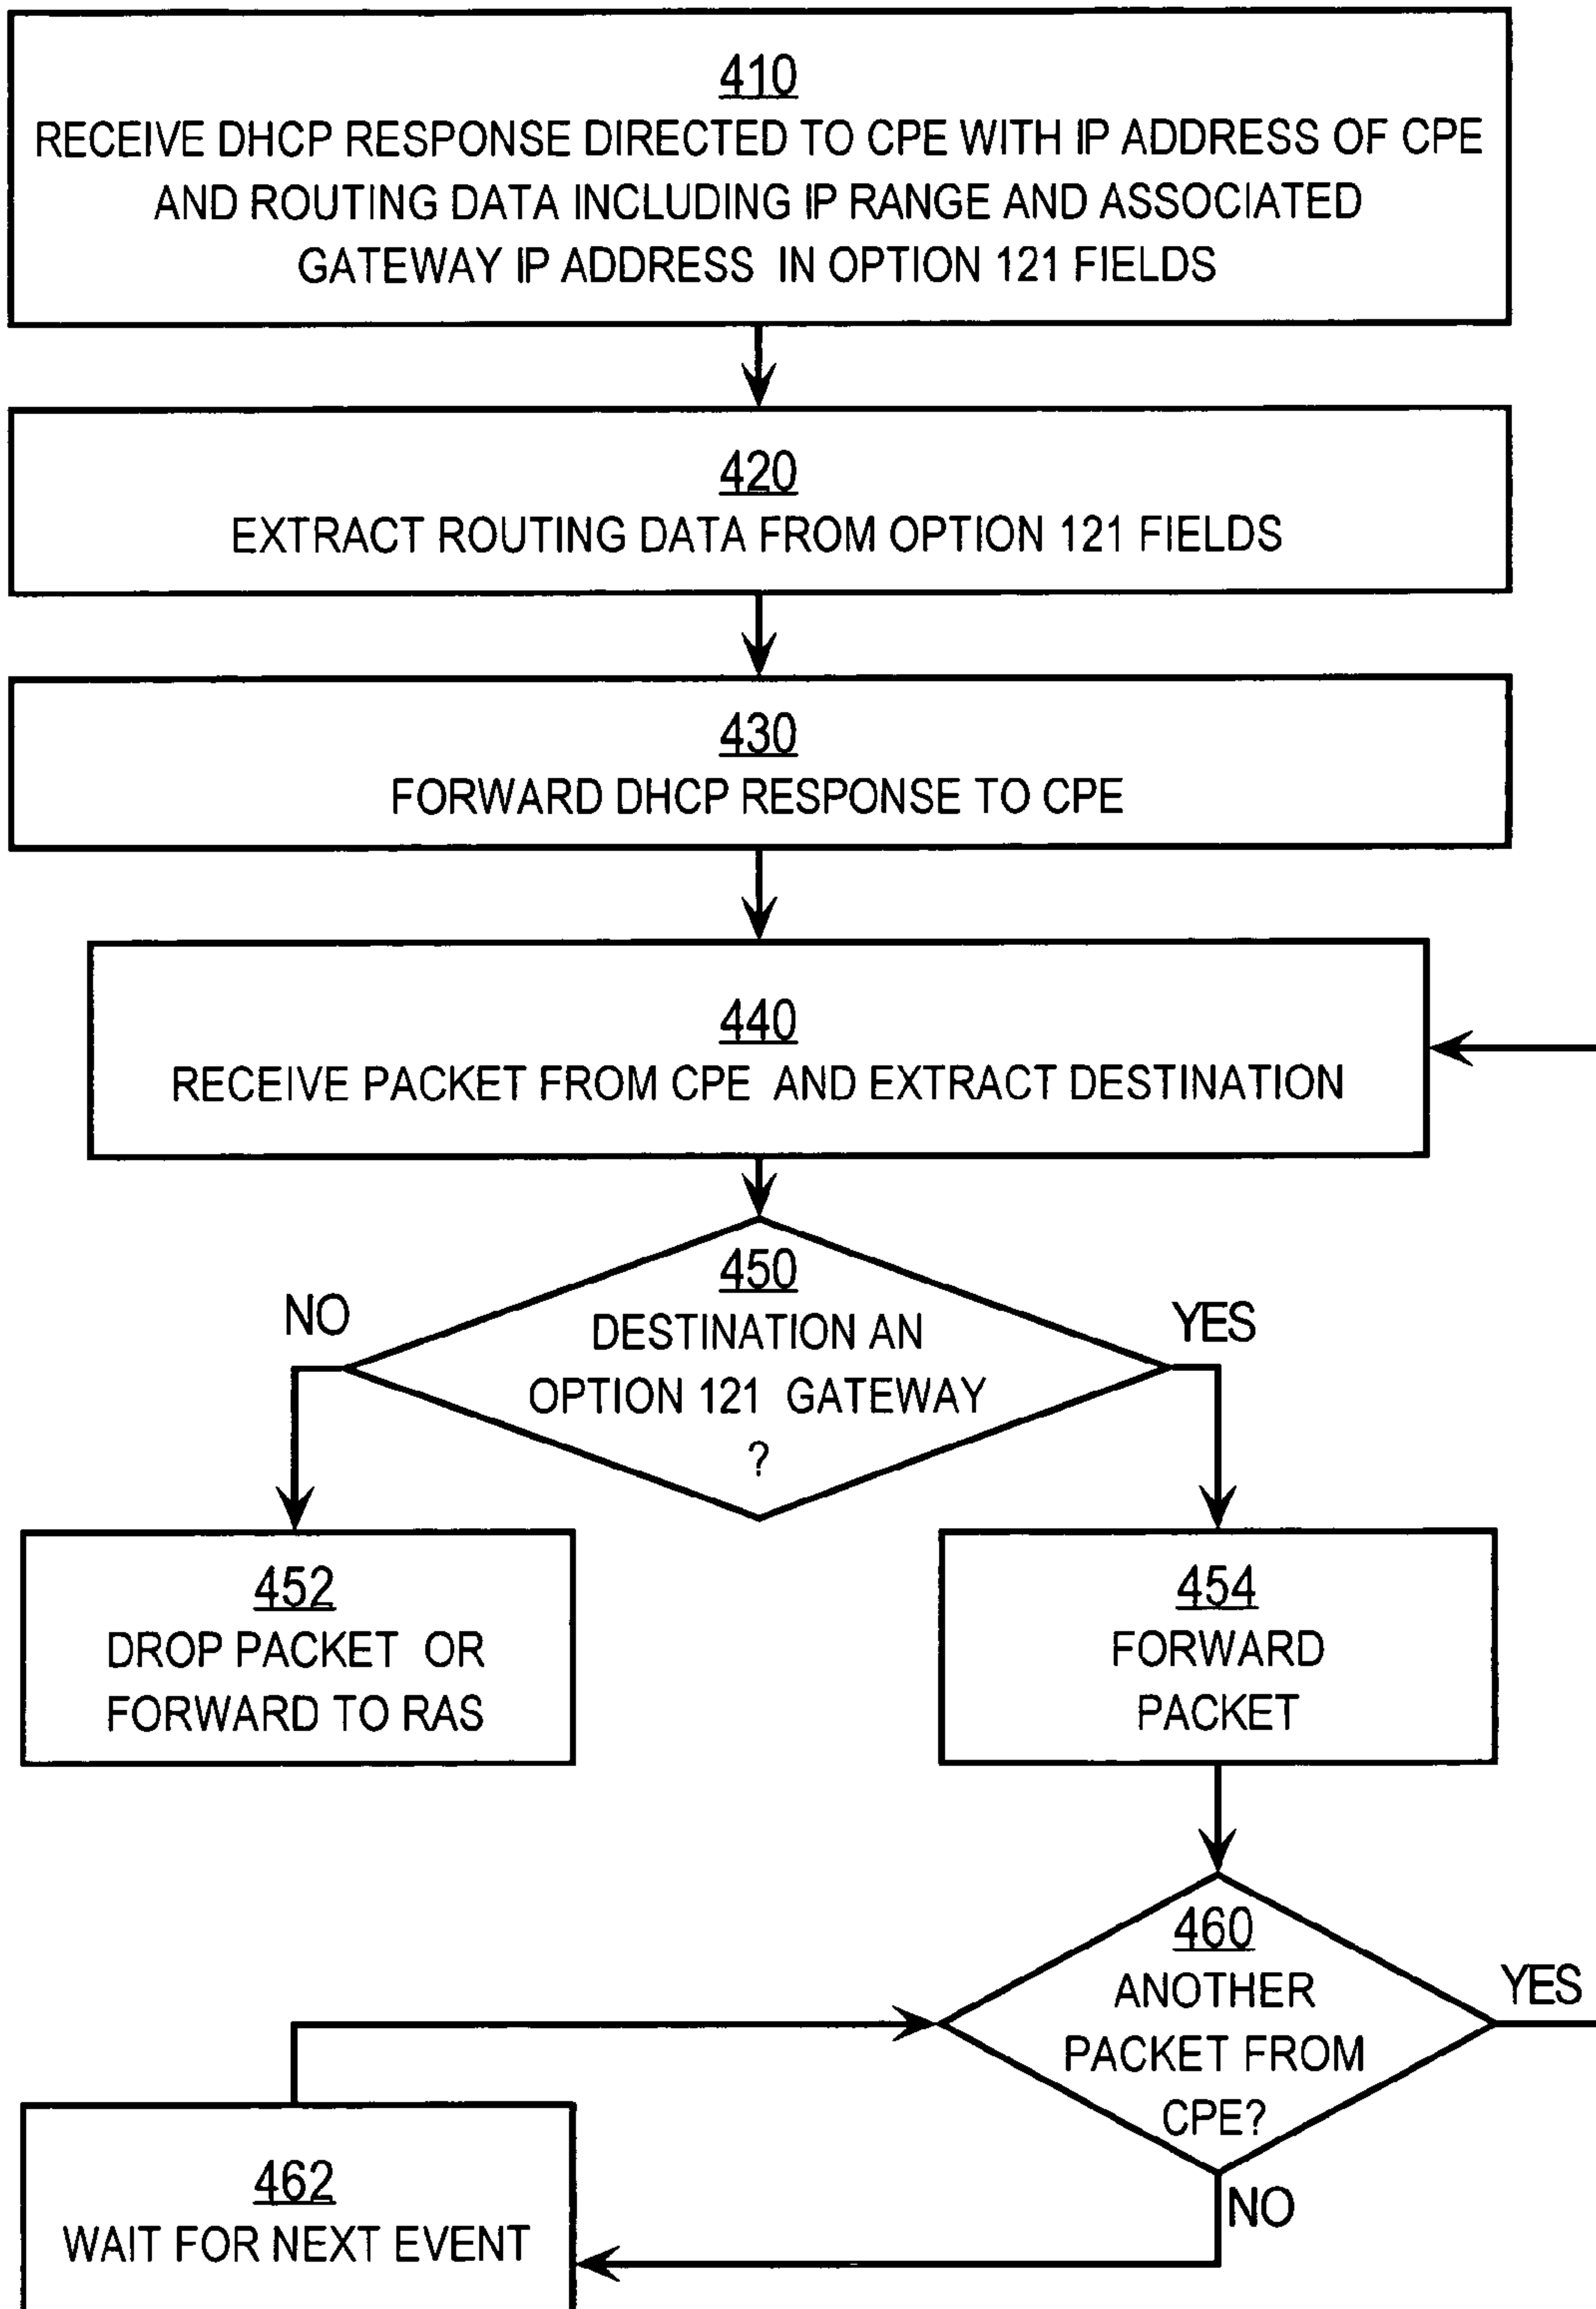 410
RECEIVE DHCP RESPONSE DIRECTED TO CPE WITH IP ADDRESS OF CPE
AND ROUTING DATA INCLUDING IP RANGE AND ASSOCIATED
GATEWAY IP ADDRESS IN OPTION 121 FIELDS
420
EXTRACT ROUTING DATA FROM OPTION 121 FIELDS
430
FORWARD DHCP RESPONSE TO CPE
440
RECEIVE PACKET FROM CPE AND EXTRACT DESTINATION
450
DESTINATION AN
OPTION 121 GATEWAY
?
NO
YES
452
DROP PACKET OR
FORWARD TO RAS
454
FORWARD
PACKET
460
ANOTHER
PACKET FROM
CPE?
YES
NO
462
WAIT FOR NEXT EVENT